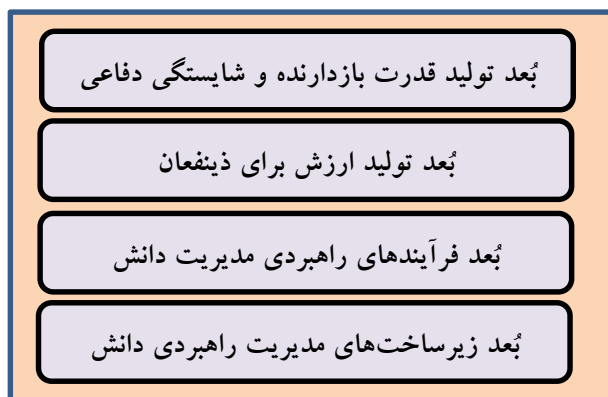 بُعد تولید قدرت بازدارنده و شایستگی دفاعی
بُعد تولید ارزش برای ذینفعان
بُعد فرآیندهای راهبردی مدیریت دانش
بُعد زیرساخت‌های مدیریت راهبردی دانش